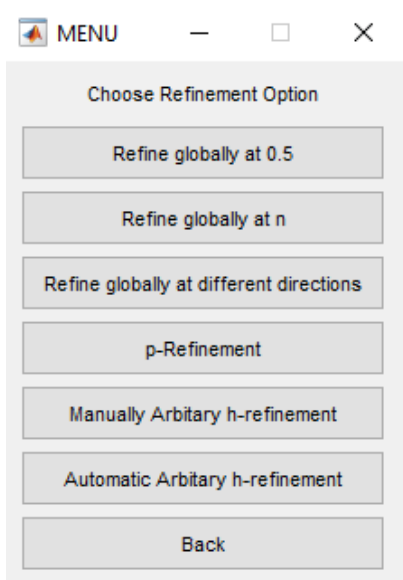 MENU
Choose Refinement Option
Refine globally at 0.5
Refine globally at n
Refine globally at different directions
p-Refinement
Manually Arbitary h-refinement
Automatic Arbitary h-refinement
Back